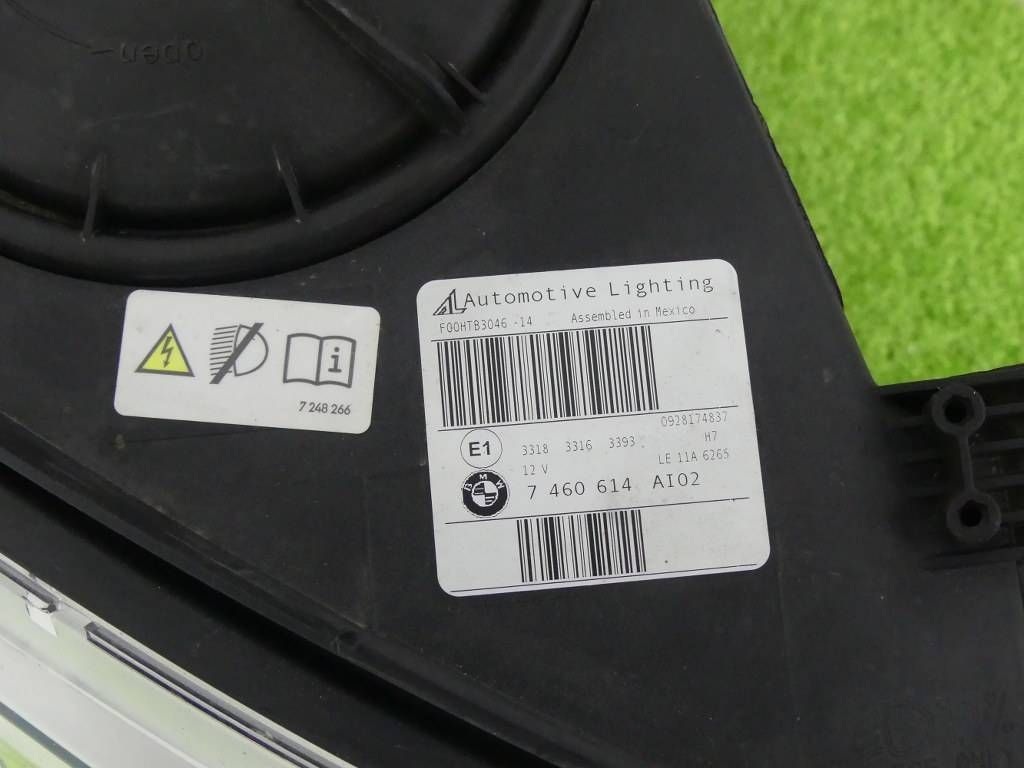 open
7 248 266
AL Automotive Lighting
F00HTB3046 -14 Assembled in Mexico
0928174837
E1 3318 3316 3393 H7
12 V LE 11A 6265
BMW 7 460 614 AI02